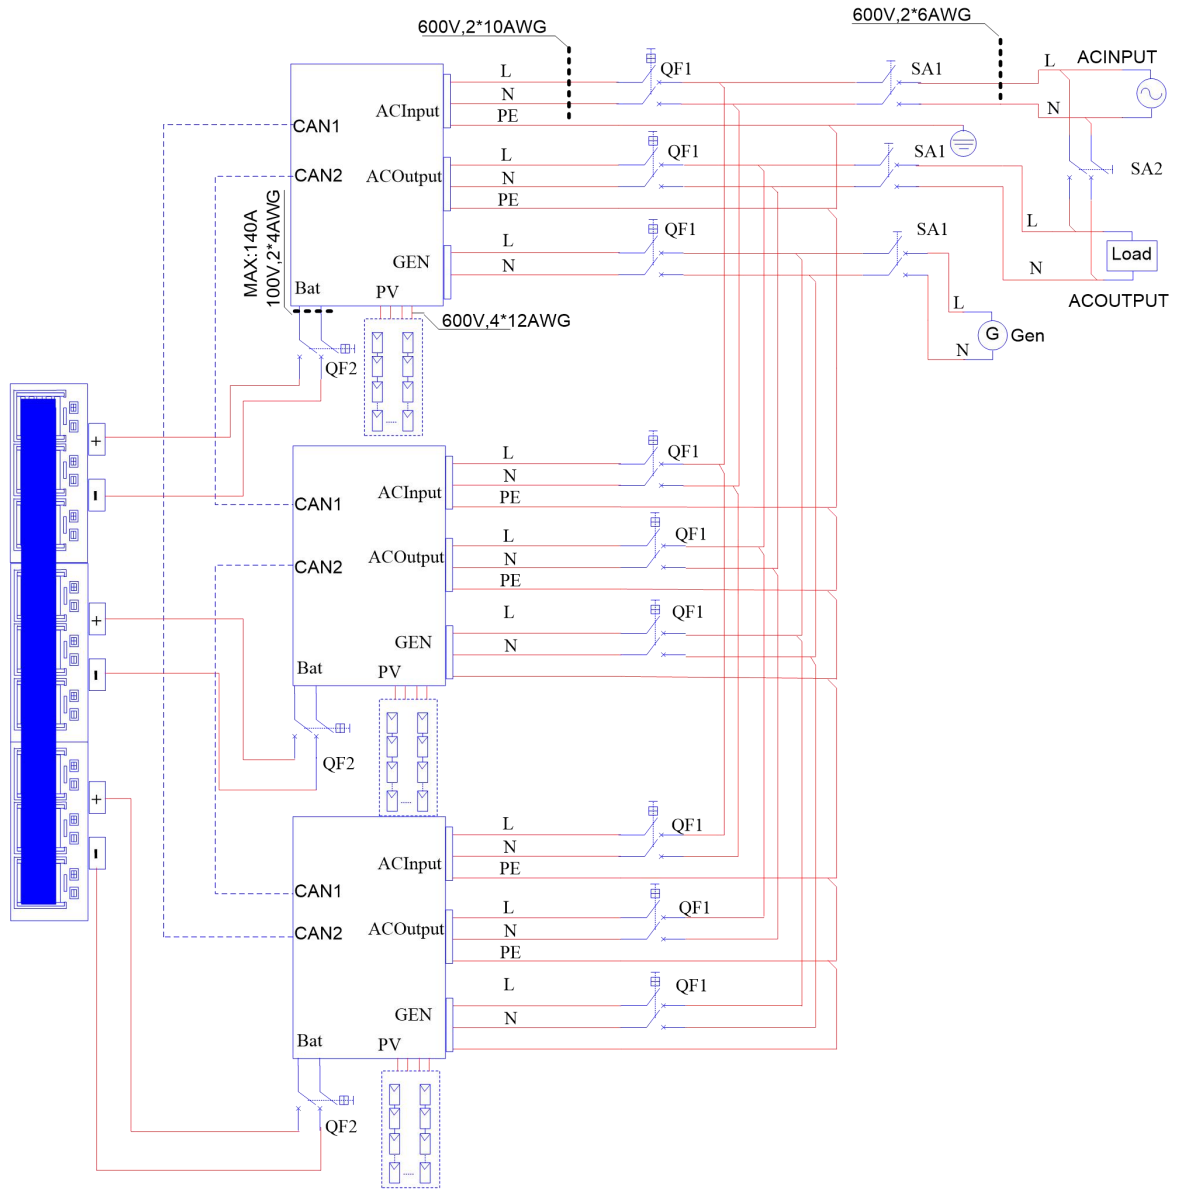 600V,2*10AWG
600V,2*6AWG
L
QF1
SA1
L
ACINPUT
N
N
ACInput
PE
CAN1
L
QF1
SA1
SA2
CAN2
ACOutput
N
PE
MAX:140A
100V,2*4AWG
L
QF1
SA1
L
GEN
N
Load
N
Bat
PV
ACOUTPUT
L
600V,4*12AWG
G
Gen
N
QF2
+
-
L
QF1
N
ACInput
PE
CAN1
L
QF1
ACOutput
N
CAN2
PE
L
QF1
+
GEN
N
Bat
PV
-
QF2
+
L
QF1
N
-
ACInput
PE
CAN1
L
QF1
ACOutput
N
CAN2
PE
L
QF1
GEN
N
Bat
PV
QF2